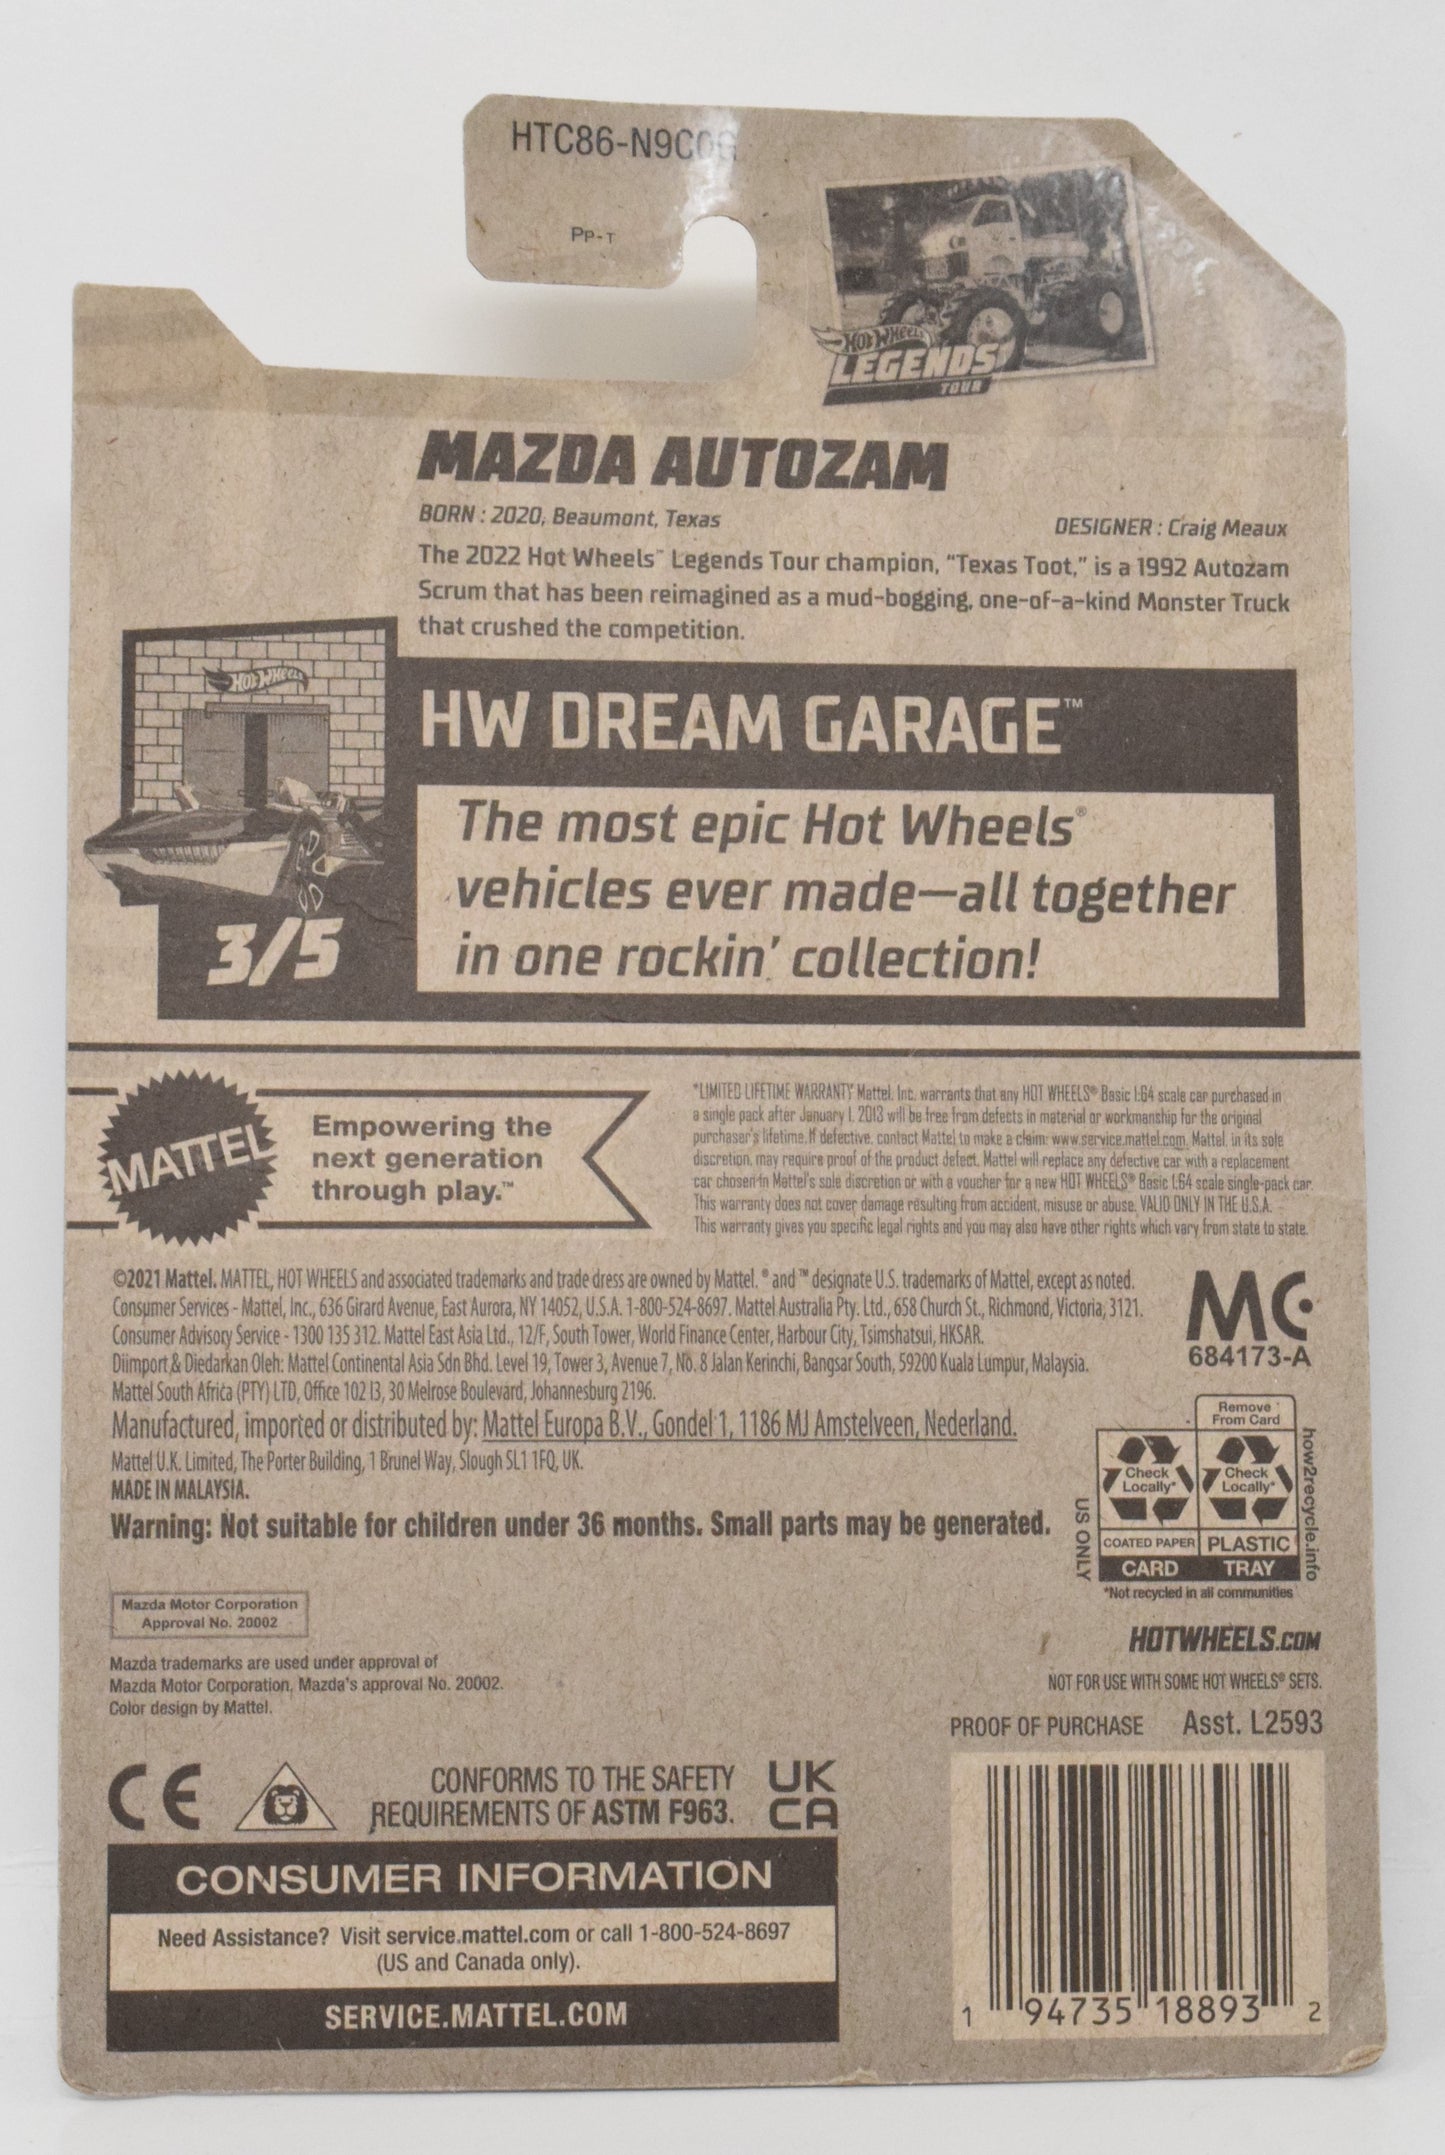 HTC86-N9C0G
PP-T
HOT WHEELS
LEGENDS
TOUR
MAZDA AUTOZAM
BORN : 2020, Beaumont, Texas
DESIGNER : Craig Meaux
The 2022 Hot Wheels™ Legends Tour champion, “Texas Toot,” is a 1992 Autozam
Scrum that has been reimagined as a mud-bogging, one-of-a-kind Monster Truck
that crushed the competition.
HOT WHEELS
3/5
HW DREAM GARAGE™
The most epic Hot Wheels®
vehicles ever made—all together
in one rockin’ collection!
MATTEL
Empowering the
next generation
through play.™
*LIMITED LIFETIME WARRANTY Mattel, Inc. warrants that any HOT WHEELS® Basic 1:64 scale car purchased in
a single pack after January 1, 2013 will be free from defects in material or workmanship for the original
purchaser's lifetime. If defective, contact Mattel to make a claim: www.service.mattel.com. Mattel, in its sole
discretion, may require proof of the product defect. Mattel will replace any defective car with a replacement
car chosen in Mattel's sole discretion or with a voucher for a new HOT WHEELS® Basic 1:64 scale single-pack car.
This warranty does not cover damage resulting from accident, misuse or abuse. VALID ONLY IN THE U.S.A.
This warranty gives you specific legal rights and you may also have other rights which vary from state to state.
©2021 Mattel. MATTEL, HOT WHEELS and associated trademarks and trade dress are owned by Mattel. ® and ™ designate U.S. trademarks of Mattel, except as noted.
Consumer Services - Mattel, Inc., 636 Girard Avenue, East Aurora, NY 14052, U.S.A. 1-800-524-8697. Mattel Australia Pty. Ltd., 658 Church St., Richmond, Victoria, 3121.
Consumer Advisory Service - 1300 135 312. Mattel East Asia Ltd., 12/F, South Tower, World Finance Center, Harbour City, Tsimshatsui, HKSAR.
Diimport & Diedarkan Oleh: Mattel Continental Asia Sdn Bhd. Level 19, Tower 3, Avenue 7, No. 8 Jalan Kerinchi, Bangsar South, 59200 Kuala Lumpur, Malaysia.
Mattel South Africa (PTY) LTD, Office 102 I3, 30 Melrose Boulevard, Johannesburg 2196.
Manufactured, imported or distributed by: Mattel Europa B.V., Gondel 1, 1186 MJ Amstelveen, Nederland.
Mattel U.K. Limited, The Porter Building, 1 Brunel Way, Slough SL1 1FQ, UK.
MADE IN MALAYSIA.
Warning: Not suitable for children under 36 months. Small parts may be generated.
MC
684173-A
Remove
From Card
Check
Locally*
Check
Locally*
COATED PAPER
PLASTIC
CARD
TRAY
US ONLY
how2recycle.info
*Not recycled in all communities
Mazda Motor Corporation
Approval No. 20002
Mazda trademarks are used under approval of
Mazda Motor Corporation, Mazda's approval No. 20002.
Color design by Mattel.
HOTWHEELS.COM
NOT FOR USE WITH SOME HOT WHEELS® SETS.
PROOF OF PURCHASE Asst. L2593
CE
CONFORMS TO THE SAFETY
REQUIREMENTS OF ASTM F963.
UK
CA
CONSUMER INFORMATION
Need Assistance? Visit service.mattel.com or call 1-800-524-8697
(US and Canada only).
SERVICE.MATTEL.COM
1 94735 18893 2